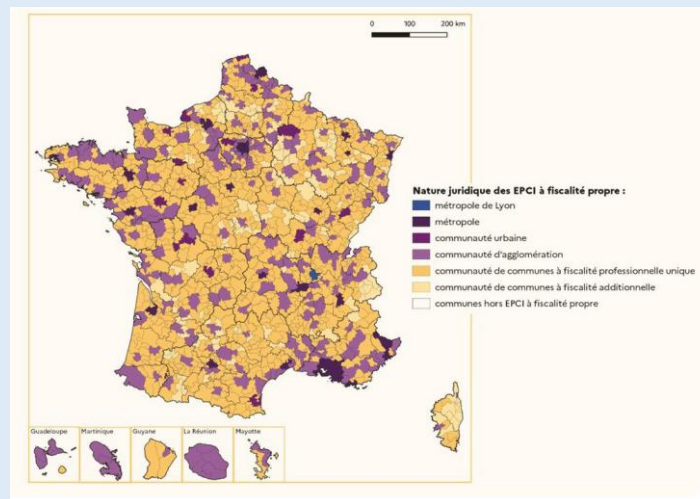 0 100 200 km
Nature juridique des EPCI à fiscalité propre :
métropole de Lyon
métropole
communauté urbaine
communauté d'agglomération
communauté de communes à fiscalité professionnelle unique
communauté de communes à fiscalité additionnelle
communes hors EPCI à fiscalité propre
Guadeloupe Martinique Guyane La Réunion Mayotte